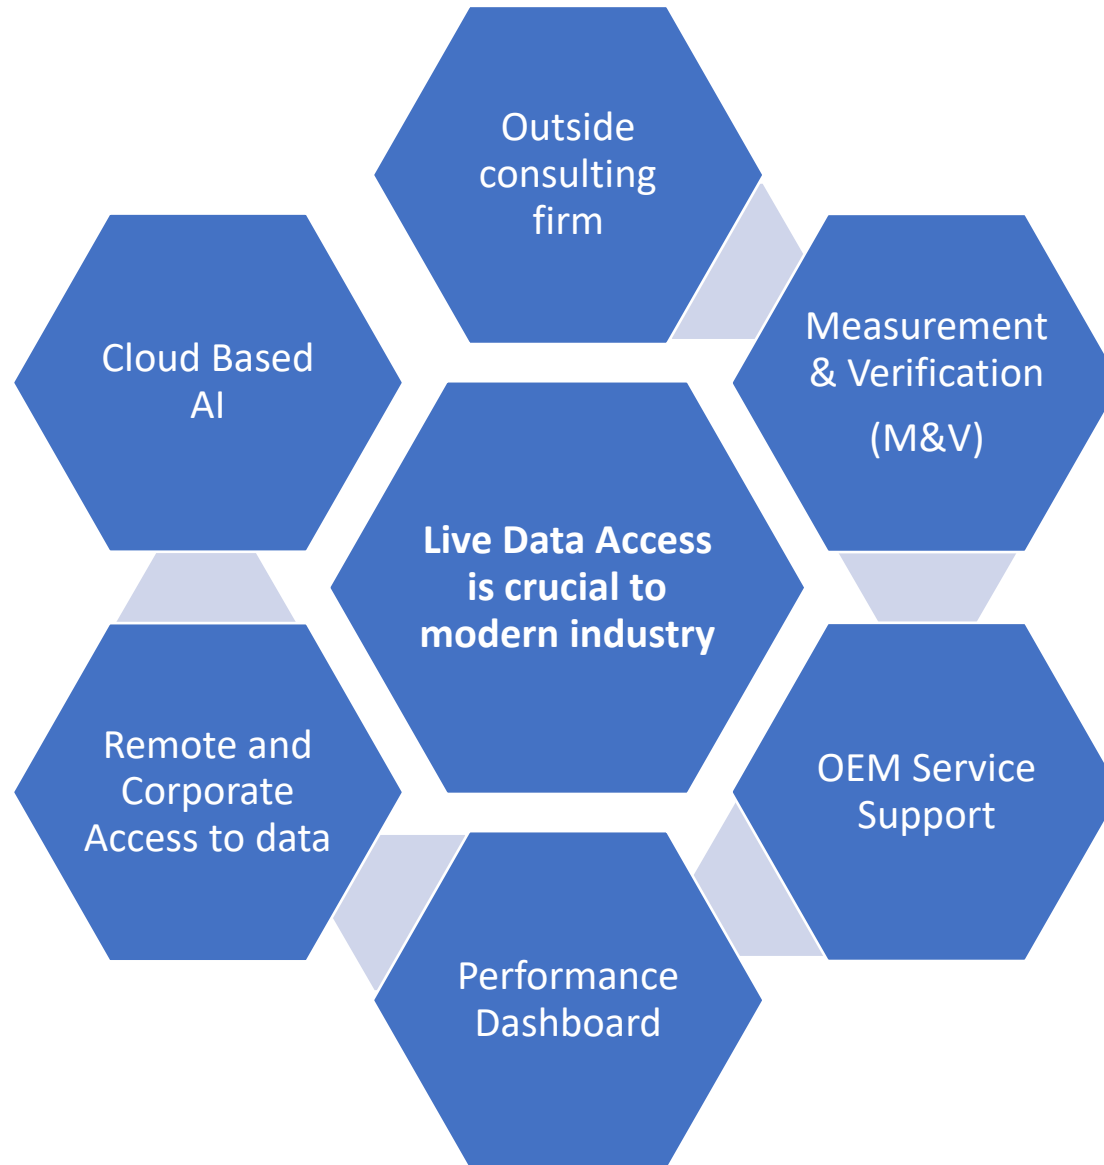 Outside
consulting
firm
Measurement
& Verification
(M&V)
OEM Service
Support
Performance
Dashboard
Remote and
Corporate
Access to data
Cloud Based
AI
Live Data Access
is crucial to
modern industry